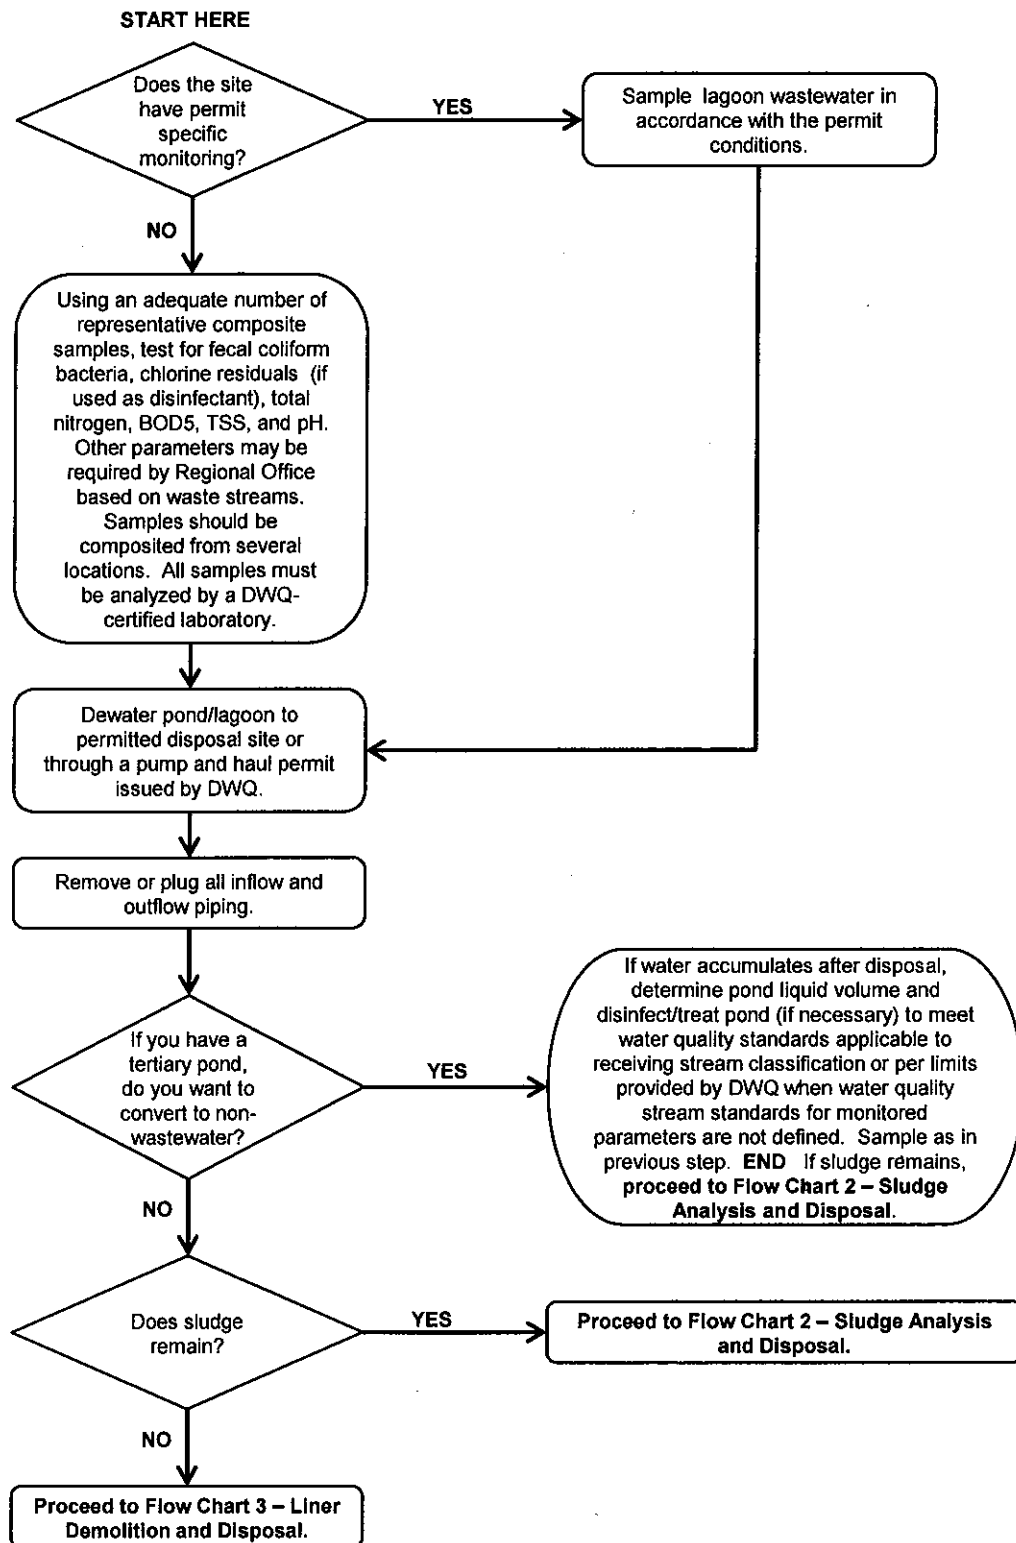 START HERE
Does the site
have permit
specific
monitoring?
YES
Sample lagoon wastewater in
accordance with the permit
conditions.
NO
Using an adequate number of
representative composite
samples, test for fecal coliform
bacteria, chlorine residuals (if
used as disinfectant), total
nitrogen, BOD5, TSS, and pH.
Other parameters may be
required by Regional Office
based on waste streams.
Samples should be
composited from several
locations. All samples must
be analyzed by a DWQ-
certified laboratory.
Dewater pond/lagoon to
permitted disposal site or
through a pump and haul permit
issued by DWQ.
Remove or plug all inflow and
outflow piping.
If you have a
tertiary pond,
do you want to
convert to non-
wastewater?
YES
If water accumulates after disposal,
determine pond liquid volume and
disinfect/treat pond (if necessary) to meet
water quality standards applicable to
receiving stream classification or per limits
provided by DWQ when water quality
stream standards for monitored
parameters are not defined. Sample as in
previous step. END If sludge remains,
proceed to Flow Chart 2 – Sludge
Analysis and Disposal.
NO
Does sludge
remain?
YES
Proceed to Flow Chart 2 – Sludge Analysis
and Disposal.
NO
Proceed to Flow Chart 3 – Liner
Demolition and Disposal.